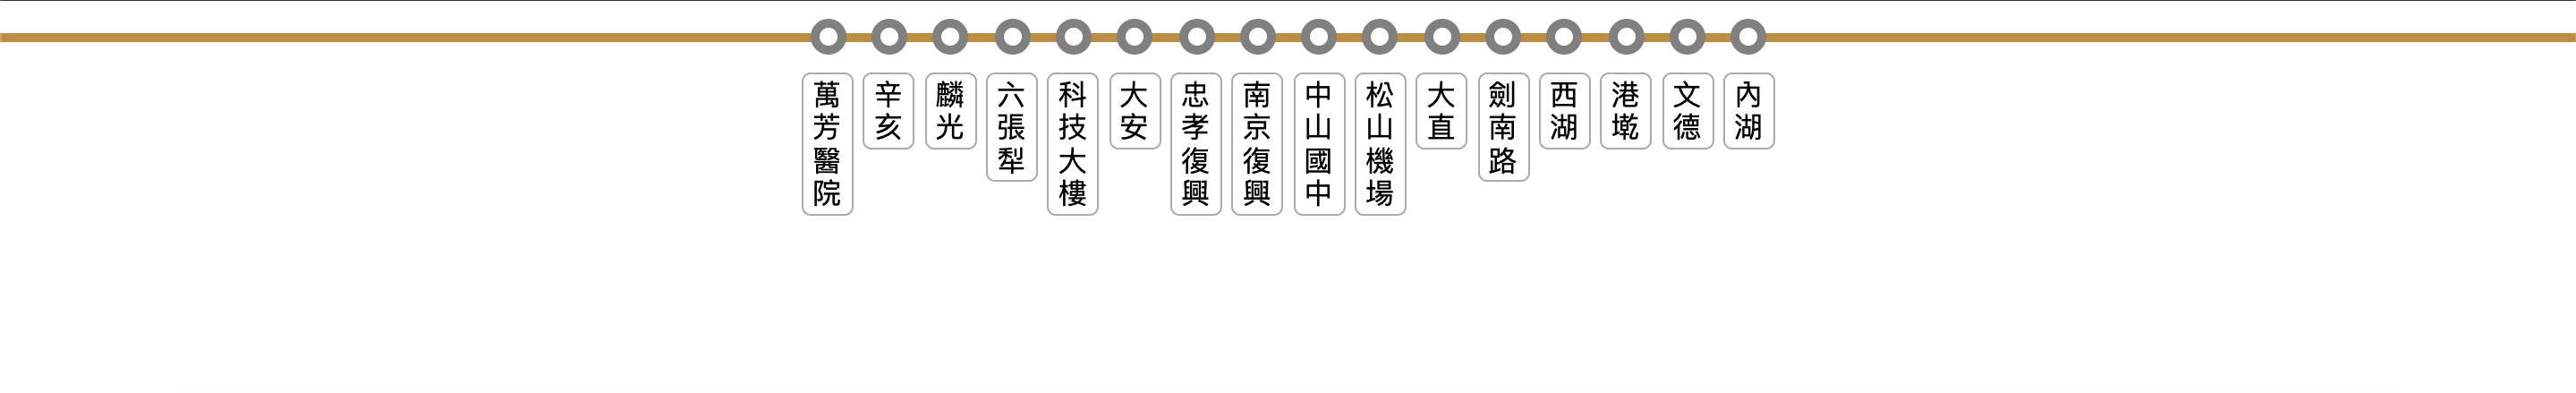 萬芳醫院
辛亥
麟光
六張犁
科技大樓
大安
忠孝復興
南京復興
中山國中
松山機場
大直
劍南路
西湖
港墘
文德
內湖